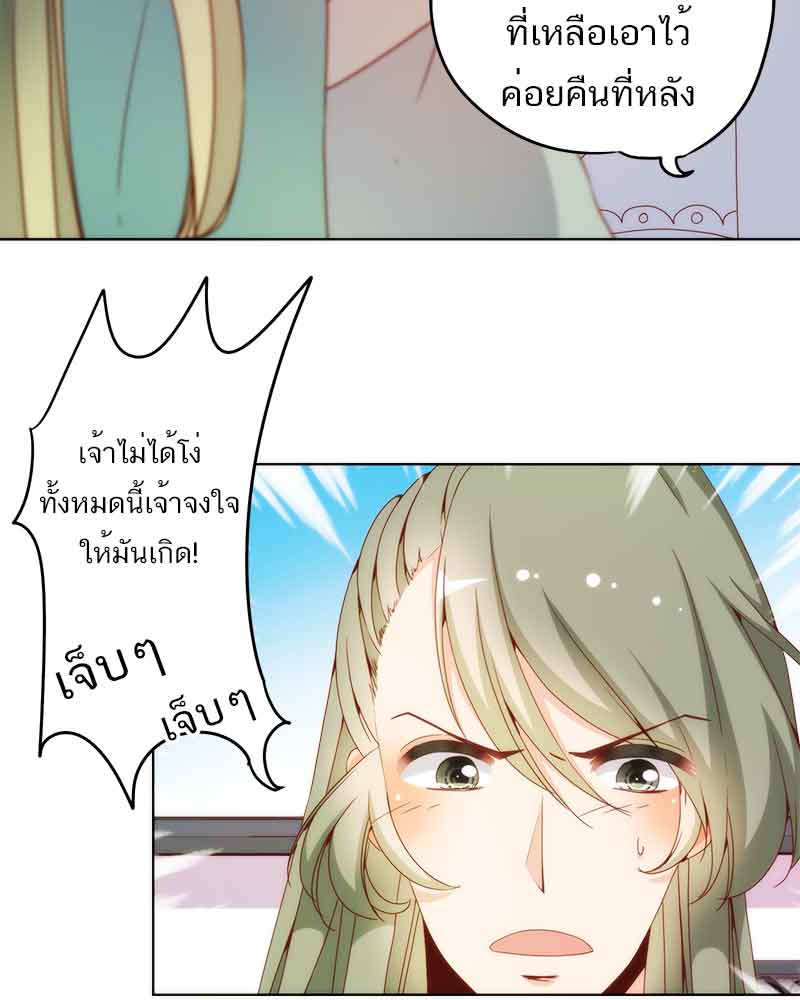 ที่เหลือเอาไว้
ค่อยคืนที่หลัง
เจ้าไม่ได้โง่
ทั้งหมดนี้เจ้าจงใจ
ให้มันเกิด!
เจ็บๆ
เจ็บๆ